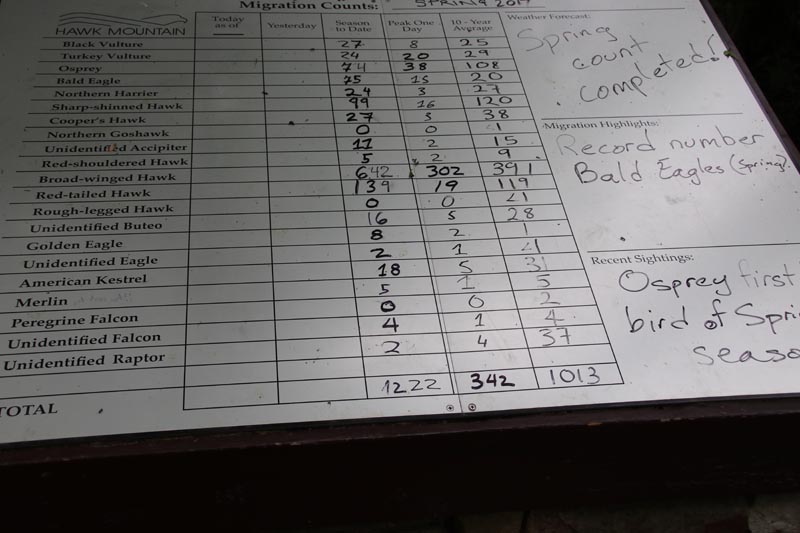 Migration Counts: SPRING
HAWK MOUNTAIN
Today as of Yesterday Season to Date Peak One Day 10 - Year Average
Black Vulture 27 8 25
Turkey Vulture 24 20 29
Osprey 74 38 108
Bald Eagle 75 15 20
Northern Harrier 24 3 27
Sharp-shinned Hawk 99 16 120
Cooper's Hawk 27 38
Northern Goshawk 0 0 <1
Unidentified Accipiter 11 2 15
Red-shouldered Hawk 5 2 9
Broad-winged Hawk 642 302 391
Red-tailed Hawk 139 19 119
Rough-legged Hawk 0 0 <1
Unidentified Buteo 16 5 28
Golden Eagle 8 2 1
Unidentified Eagle 2 1 <1
American Kestrel 18 5 31
Merlin 5 1 5
Peregrine Falcon 0 0 2
Unidentified Falcon 4 1 4
Unidentified Raptor 2 4 37
TOTAL 1222 342 1013
Weather Forecast:
Spring
count
completed!
Migration Highlights:
Record number
Bald Eagles (Spring)
Recent Sightings:
Osprey first
bird of Spri
seaso